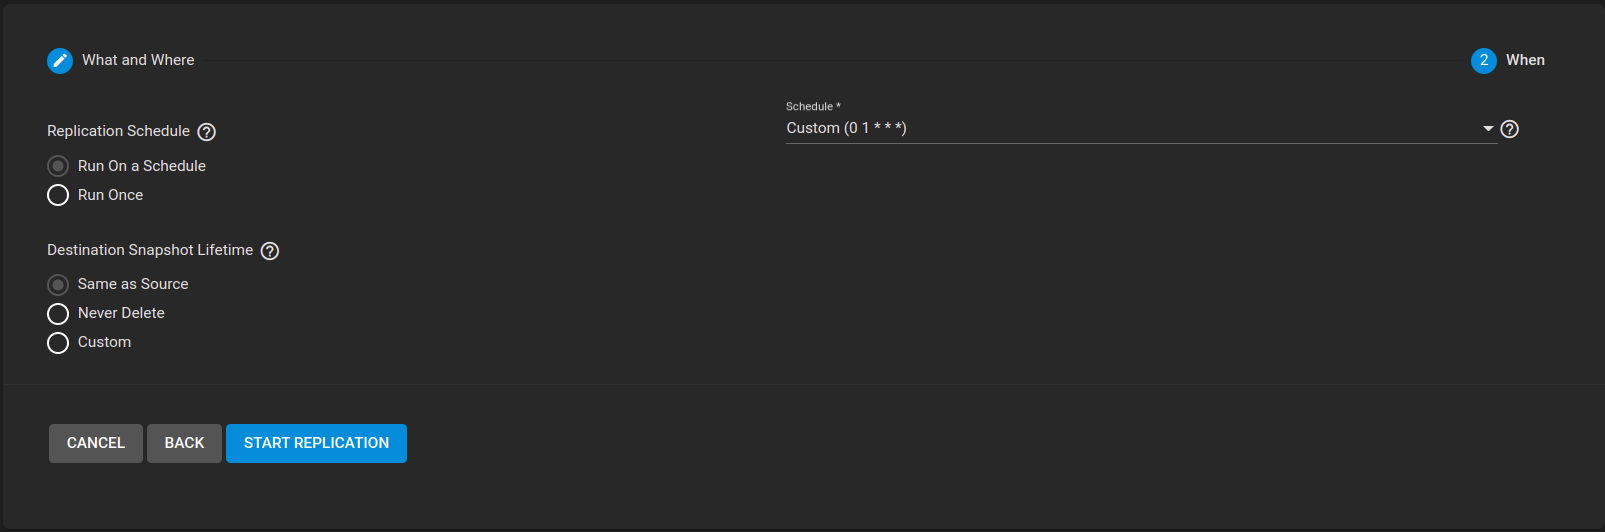 What and Where
2 When
Replication Schedule
Schedule *
Custom (0 1 * * *)
Run On a Schedule
Run Once
Destination Snapshot Lifetime
Same as Source
Never Delete
Custom
CANCEL BACK START REPLICATION